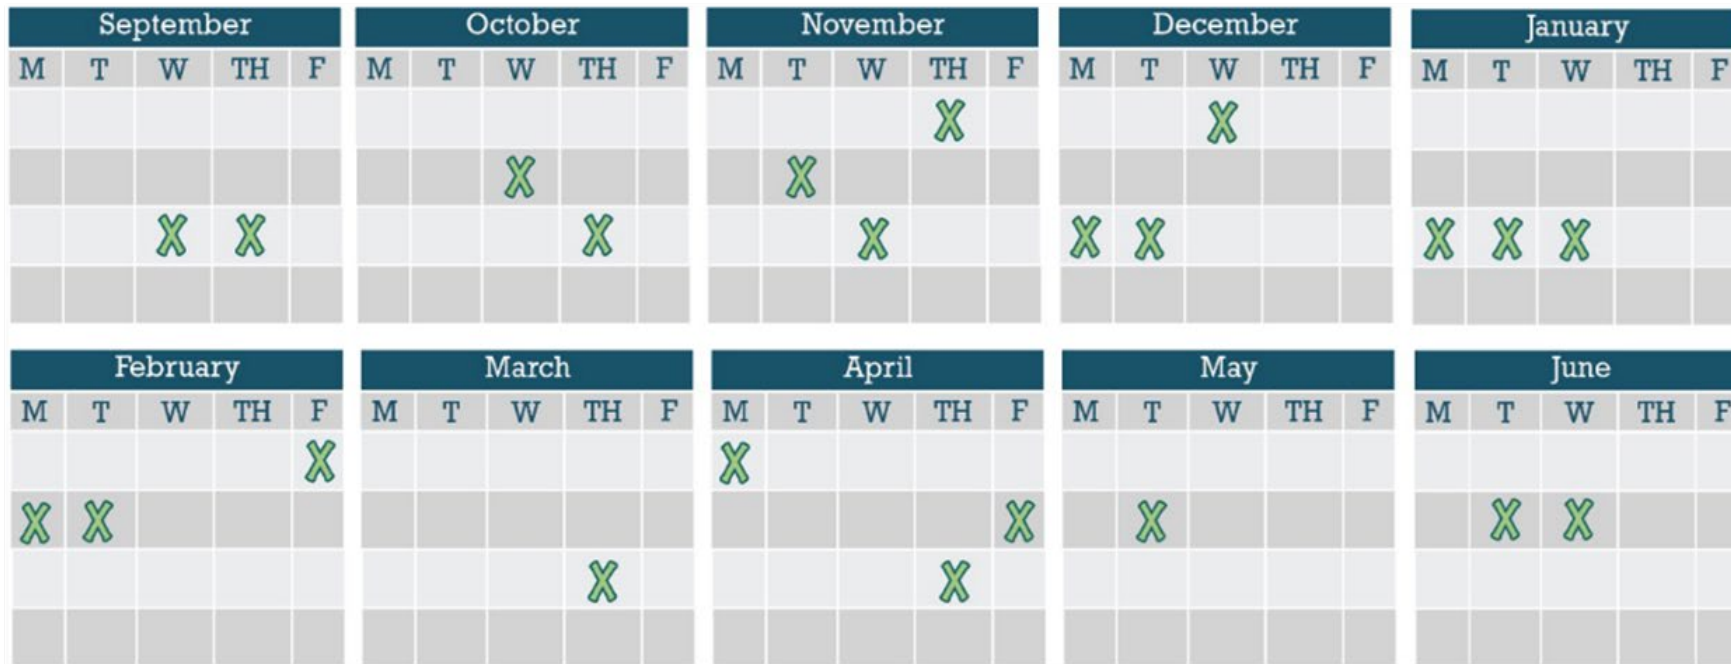 September October November December January
M T W TH F M T W TH F M T W TH F M T W TH F M T W TH F
X X
X X
X X X X X X X X
February March April May June
M T W TH F M T W TH F M T W TH F M T W TH F M T W TH F
X X
X X X X X X
X X